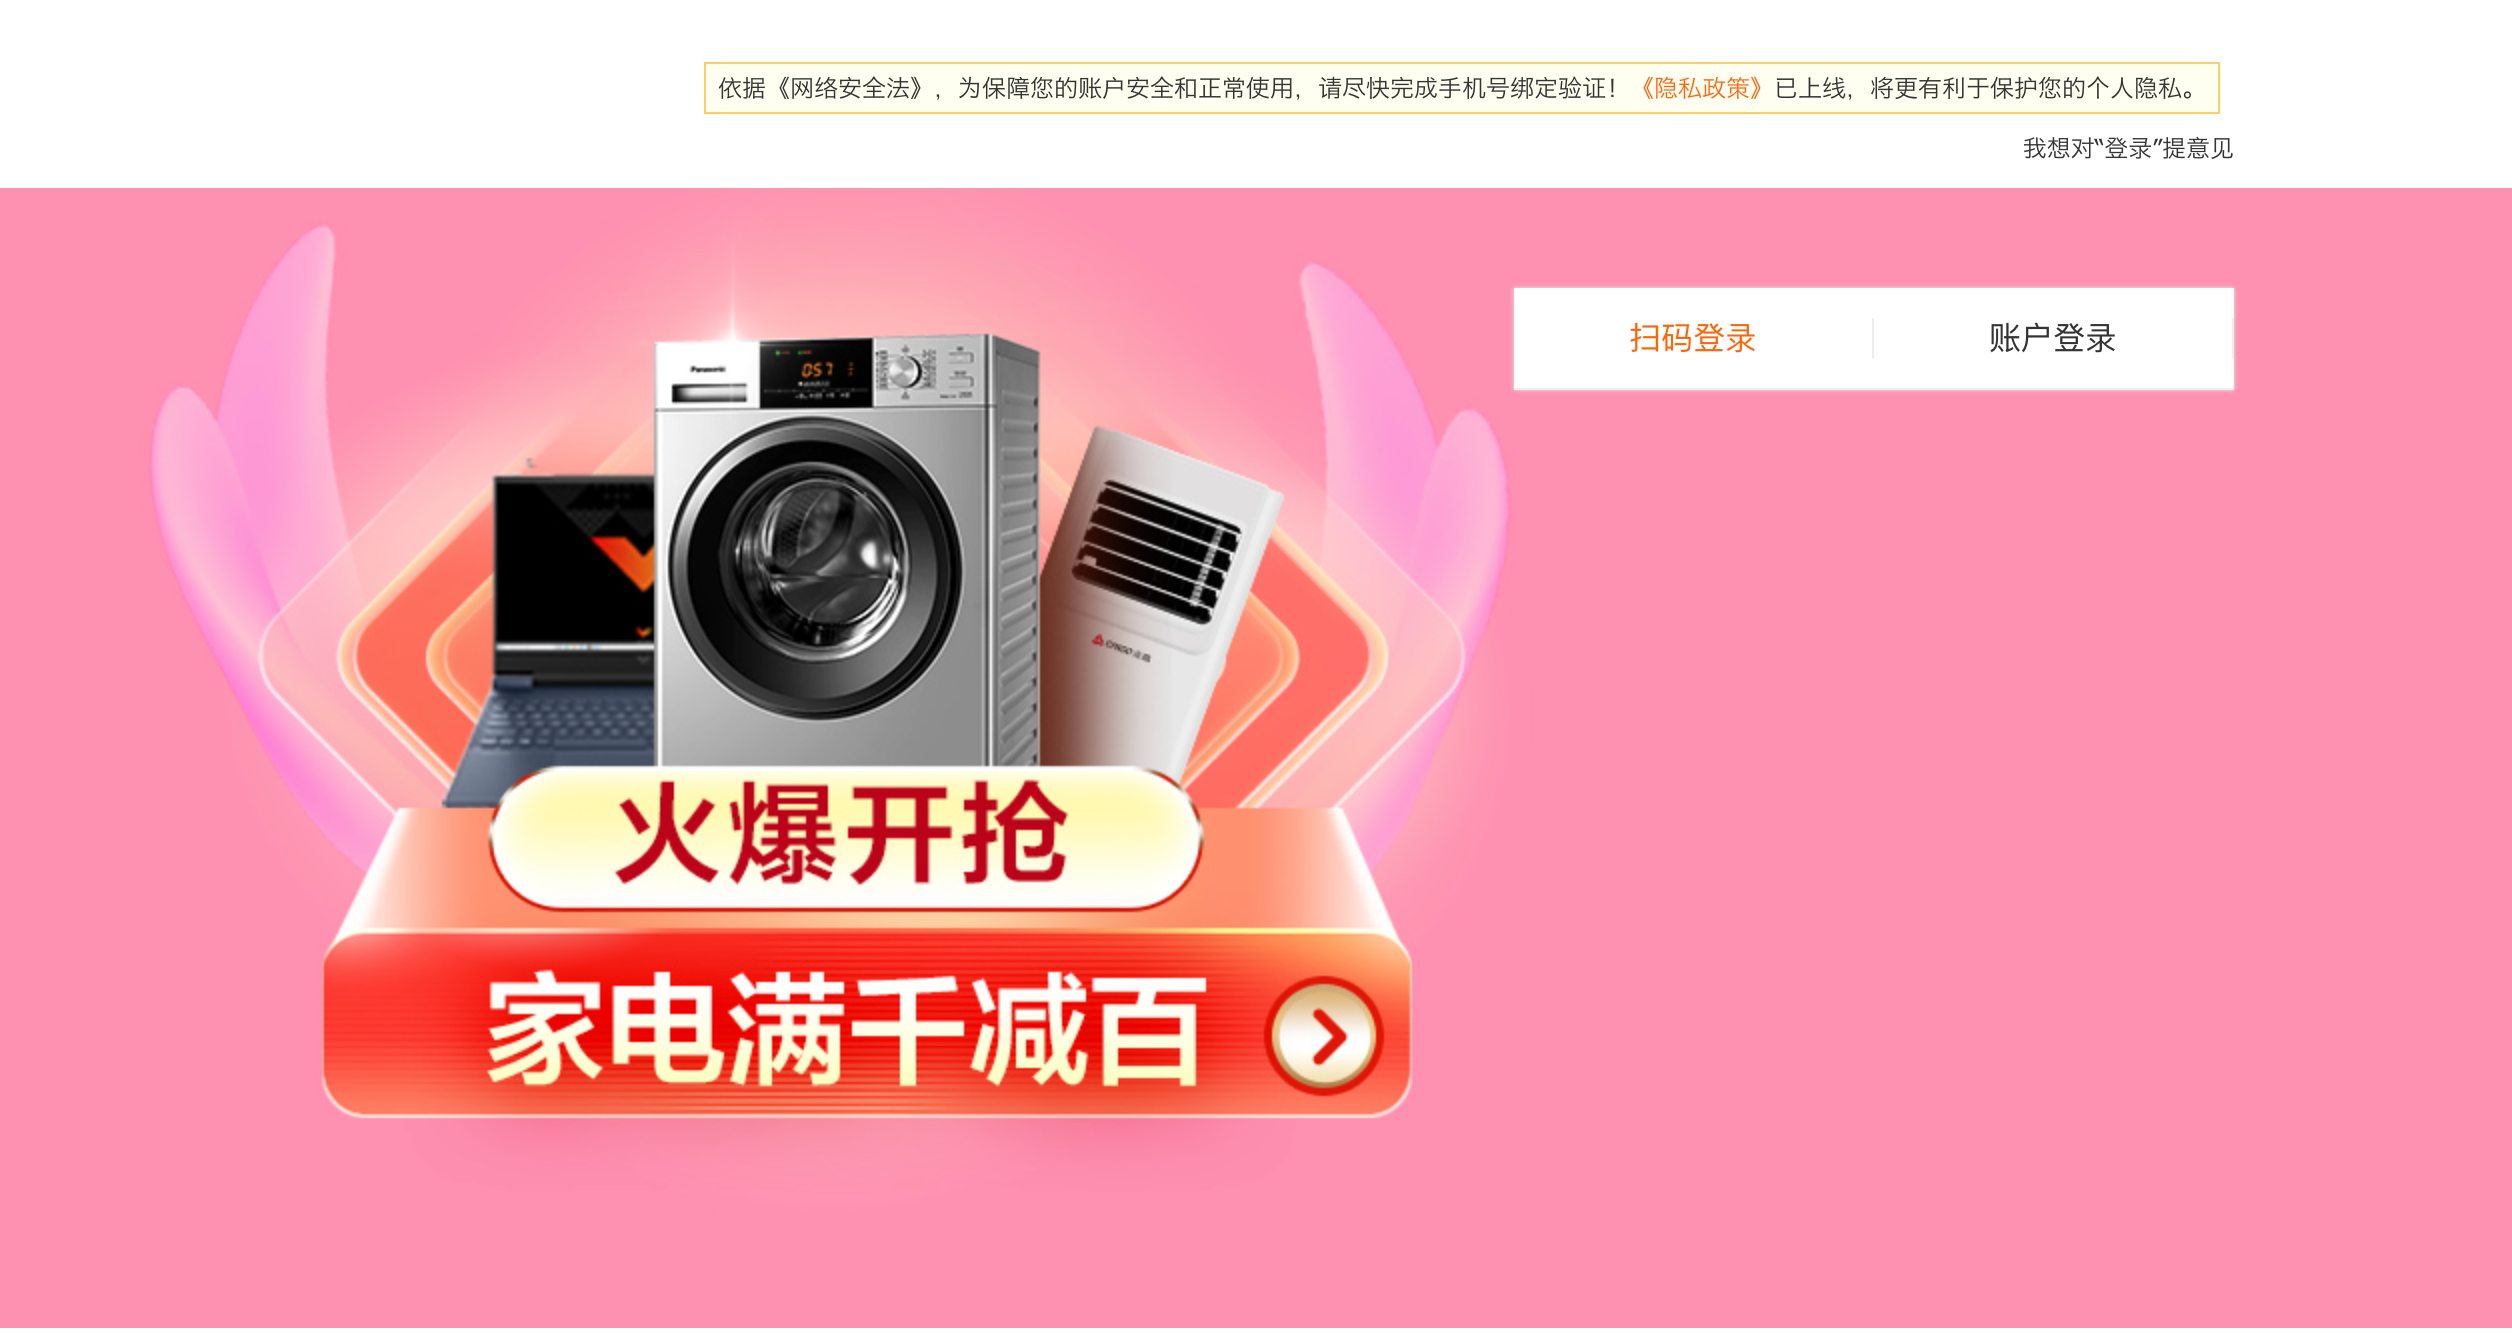 依据《网络安全法》，为保障您的账户安全和正常使用，请尽快完成手机号绑定验证！《隐私政策》已上线，将更有利于保护您的个人隐私。
我想对“登录”提意见
扫码登录
账户登录
Panasonic
057
火爆开抢
家电满千减百